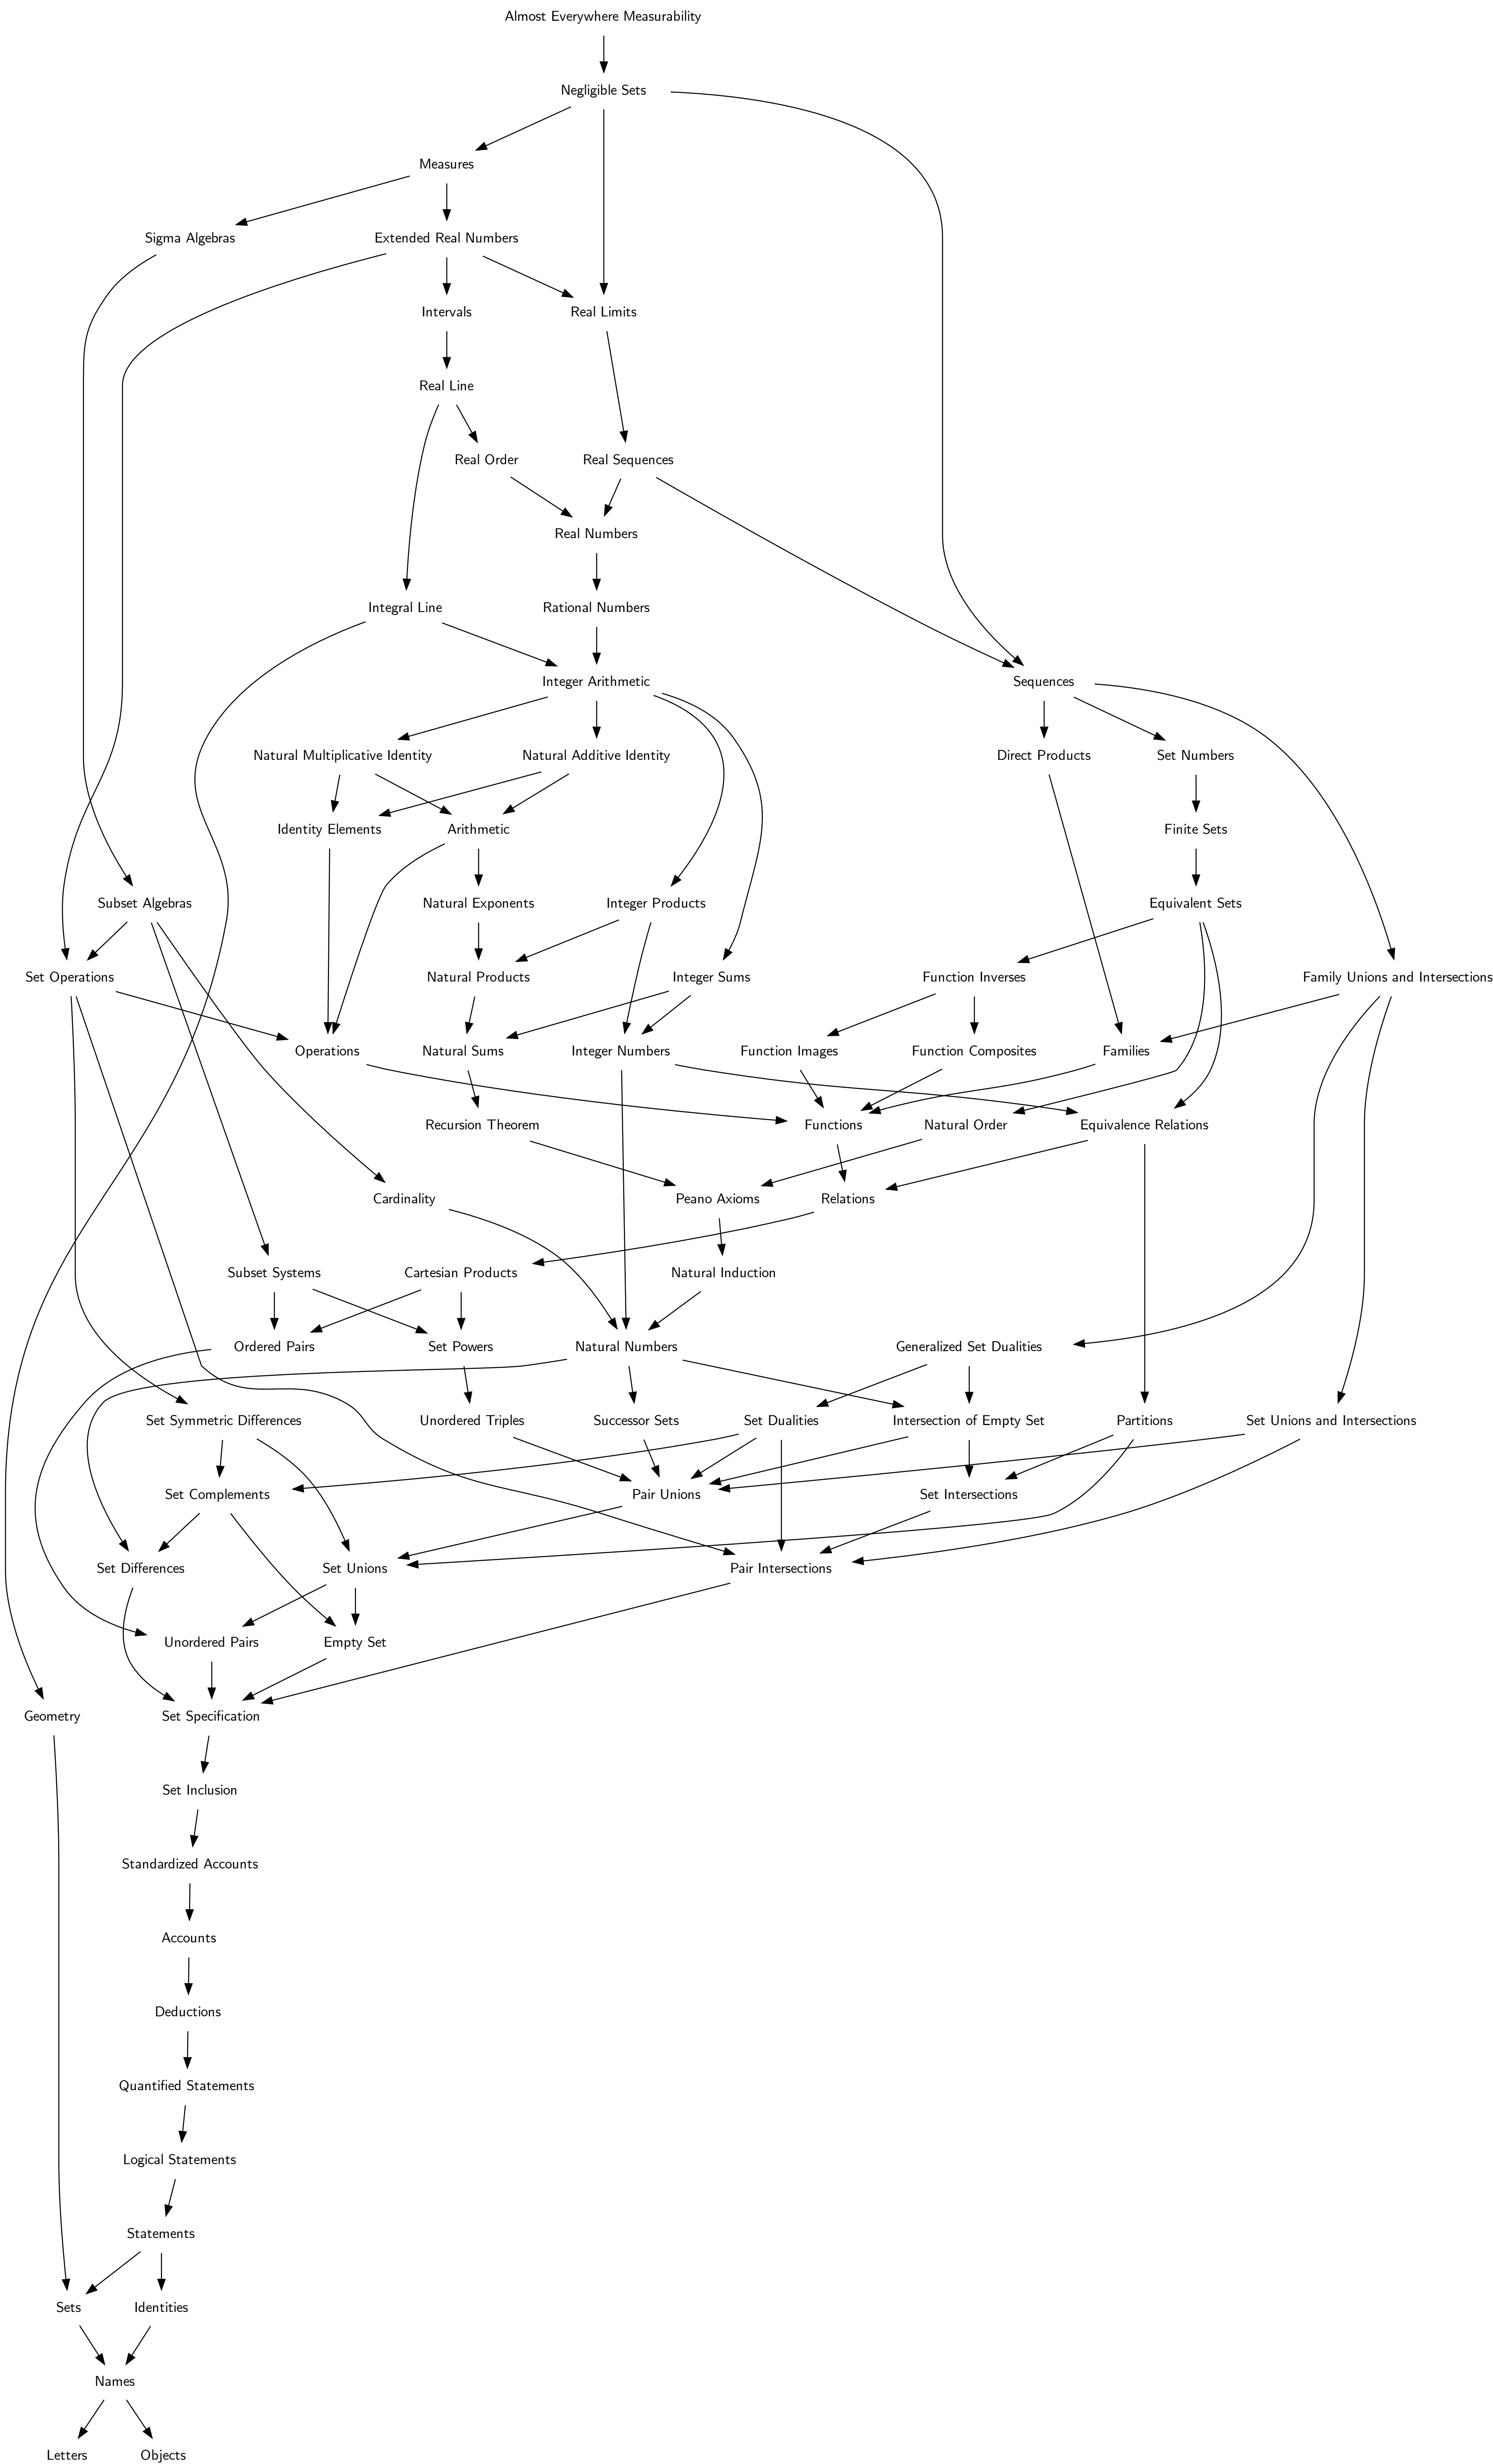 Almost Everywhere Measurability
Negligible Sets
Measures
Sigma Algebras
Extended Real Numbers
Intervals
Real Limits
Real Line
Real Order
Real Sequences
Real Numbers
Integral Line
Rational Numbers
Integer Arithmetic
Sequences
Natural Multiplicative Identity
Natural Additive Identity
Direct Products
Set Numbers
Identity Elements
Arithmetic
Finite Sets
Subset Algebras
Natural Exponents
Integer Products
Equivalent Sets
Set Operations
Natural Products
Integer Sums
Function Inverses
Family Unions and Intersections
Operations
Natural Sums
Integer Numbers
Function Images
Function Composites
Families
Recursion Theorem
Functions
Natural Order
Equivalence Relations
Cardinality
Peano Axioms
Relations
Subset Systems
Cartesian Products
Natural Induction
Ordered Pairs
Set Powers
Natural Numbers
Generalized Set Dualities
Set Symmetric Differences
Unordered Triples
Successor Sets
Set Dualities
Intersection of Empty Set
Partitions
Set Unions and Intersections
Set Complements
Pair Unions
Set Intersections
Set Differences
Set Unions
Pair Intersections
Unordered Pairs
Empty Set
Geometry
Set Specification
Set Inclusion
Standardized Accounts
Accounts
Deductions
Quantified Statements
Logical Statements
Statements
Sets
Identities
Names
Letters
Objects